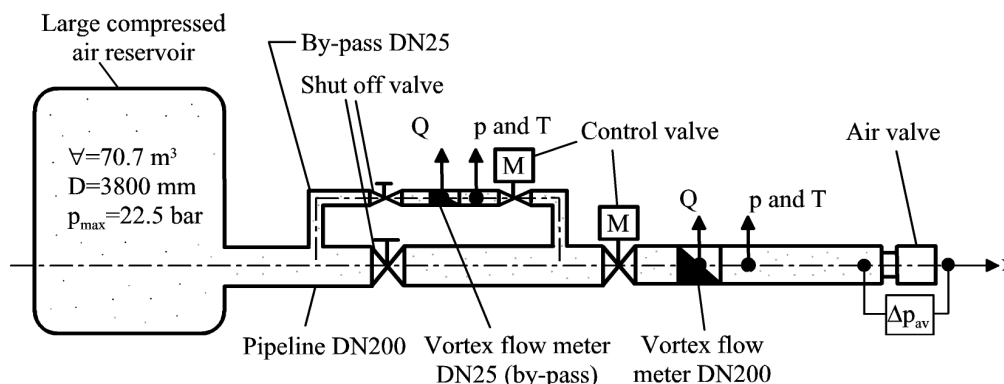 Large compressed
air reservoir
By-pass DN25
Shut off valve
Q
p and T
Control valve
Air valve
M
∀=70.7 m³
D=3800 mm
pmax=22.5 bar
M
Q
p and T
Δpav
Pipeline DN200
Vortex flow meter
DN25 (by-pass)
Vortex flow
meter DN200